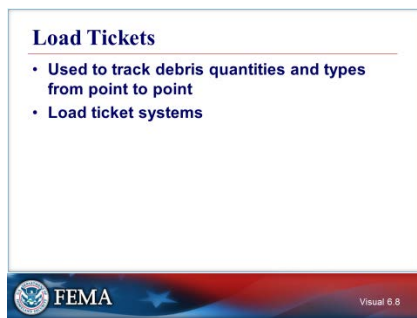 Load Tickets
• Used to track debris quantities and types
from point to point
• Load ticket systems
FEMA
Visual 6.8